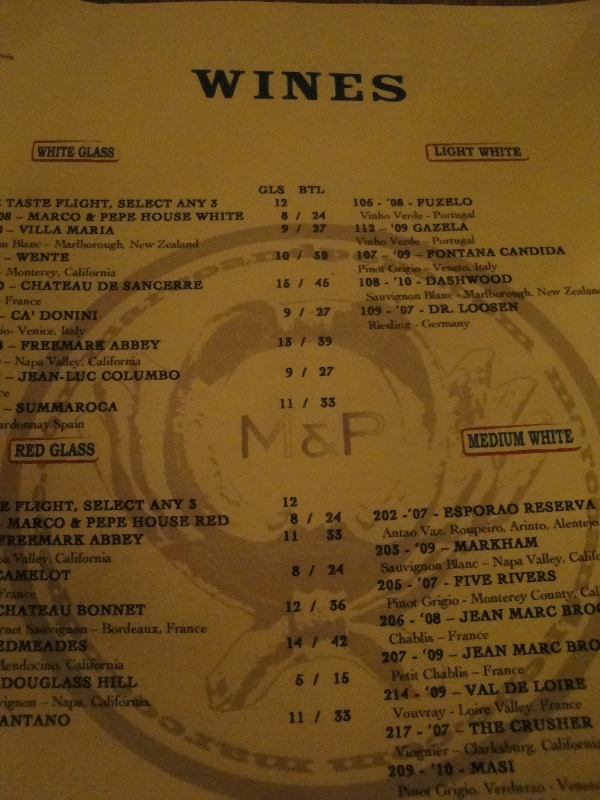 WINES
WHITE GLASS
GLS BTL
TASTE FLIGHT, SELECT ANY 3 12
08 - MARCO & PEPE HOUSE WHITE 8 / 24
- VILLA MARIA 9 / 27
Blanc – Marlborough, New Zealand
– WENTE 10 / 30
- Monterey, California
– CHATEAU DE SANCERRE 15 / 45
- France
– CA' DONINI 9 / 27
- Venice, Italy
– FREEMARK ABBEY 13 / 39
– Napa Valley, California
– JEAN-LUC COLUMBO 9 / 27
– SUMMAROCA 11 / 33
Spain
RED GLASS
FLIGHT, SELECT ANY 3 12
MARCO & PEPE HOUSE RED 8 / 24
FREEMARK ABBEY 11 33
Valley, California
CAMELOT 8 / 24
France
CHATEAU BONNET 12 / 36
Sauvignon – Bordeaux, France
EDMEADES 14 / 42
Mendocino, California
DOUGLASS HILL 5 / 15
- Napa, California
ANTANO 11 / 33
LIGHT WHITE
106 - '08 - FUZELO
Vinho Verde - Portugal
112 – '09 GAZELA
Vinho Verde – Portugal
107 - '09 – FONTANA CANDIDA
Pinot Grigio – Veneto, Italy
108 - '10 - DASHWOOD
Sauvignon Blanc - Marlborough, New Zealand
109 - '07 - DR. LOOSEN
Riesling - Germany
MEDIUM WHITE
202 -'07 - ESPORAO RESERVA
Antao Vaz, Roupeiro, Arinto, Alentejo
203 - '09 – MARKHAM
Sauvignon Blanc – Napa Valley,
205 - '07 - FIVE RIVERS
Pinot Grigio - Monterey County,
206 - '08 – JEAN MARC
Chablis – France
207 - '09 – JEAN MARC
Petit Chablis – France
214 - '09 – VAL DE LOIRE
Vouvray - Loire Valley, France
217 - '07 – THE CRUSHER
Viognier – Clarksburg, California
209 - '10 - MASI
Pinot Grigio, Verduzzo -
M&P